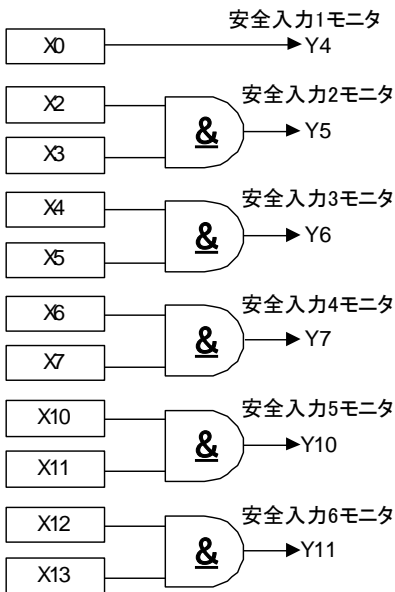 安全入力1モニタ
X0
Y4
安全入力2モニタ
X2
&
Y5
X3
安全入力3モニタ
X4
&
Y6
X5
安全入力4モニタ
X6
&
Y7
X7
安全入力5モニタ
X10
&
Y10
X11
安全入力6モニタ
X12
&
Y11
X13